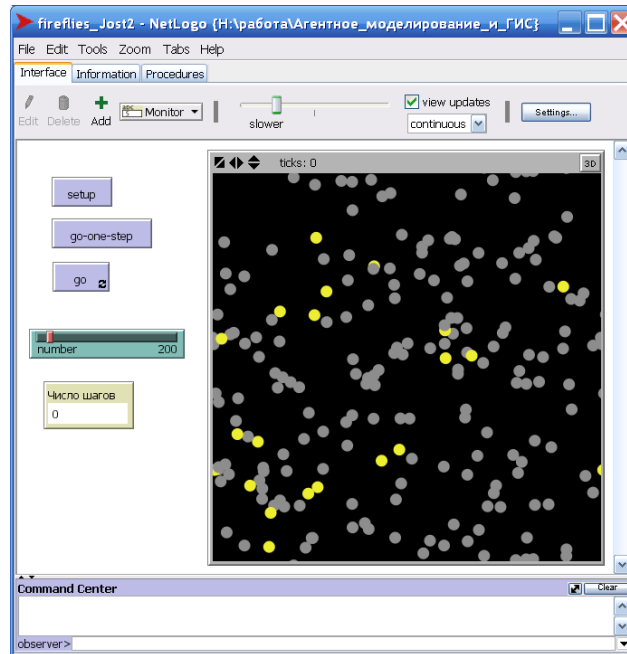 fireflies_Jost2 - NetLogo {H:\работа\Агентное_моделирование_и_ГИС}
File Edit Tools Zoom Tabs Help
Interface Information Procedures
Edit Delete Add Monitor slower view updates continuous Settings...
ticks: 0 3D
setup
go-one-step
go
number 200
Число шагов
0
Command Center Clear
observer>